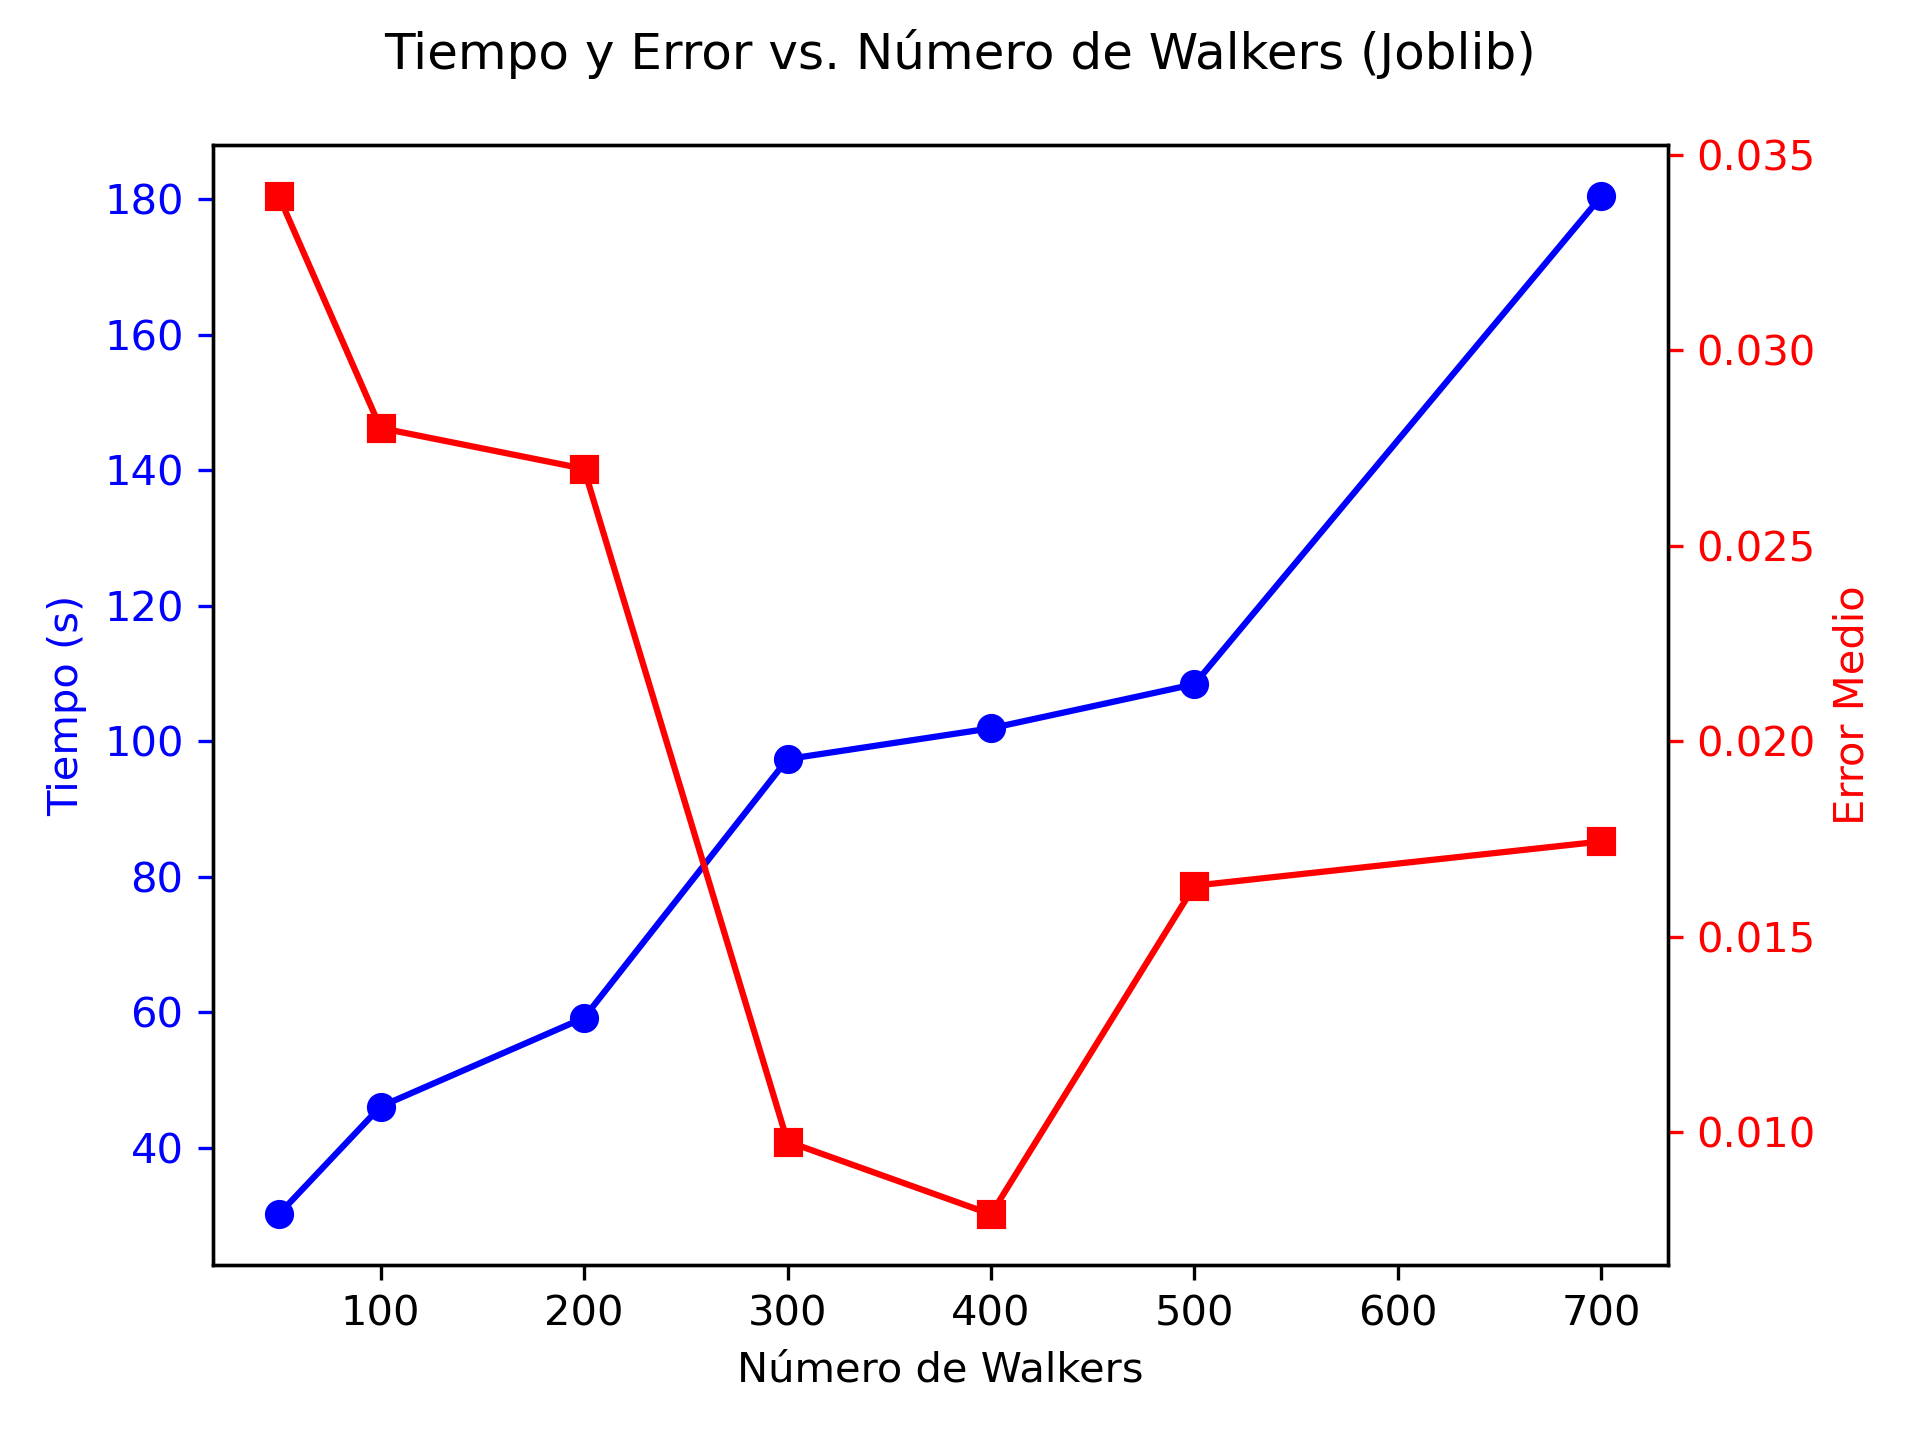 Tiempo y Error vs. Número de Walkers (Joblib)
Tiempo (s)
180
160
140
120
100
80
60
40
0.035
0.030
0.025
0.020
0.015
0.010
Error Medio
100 200 300 400 500 600 700
Número de Walkers